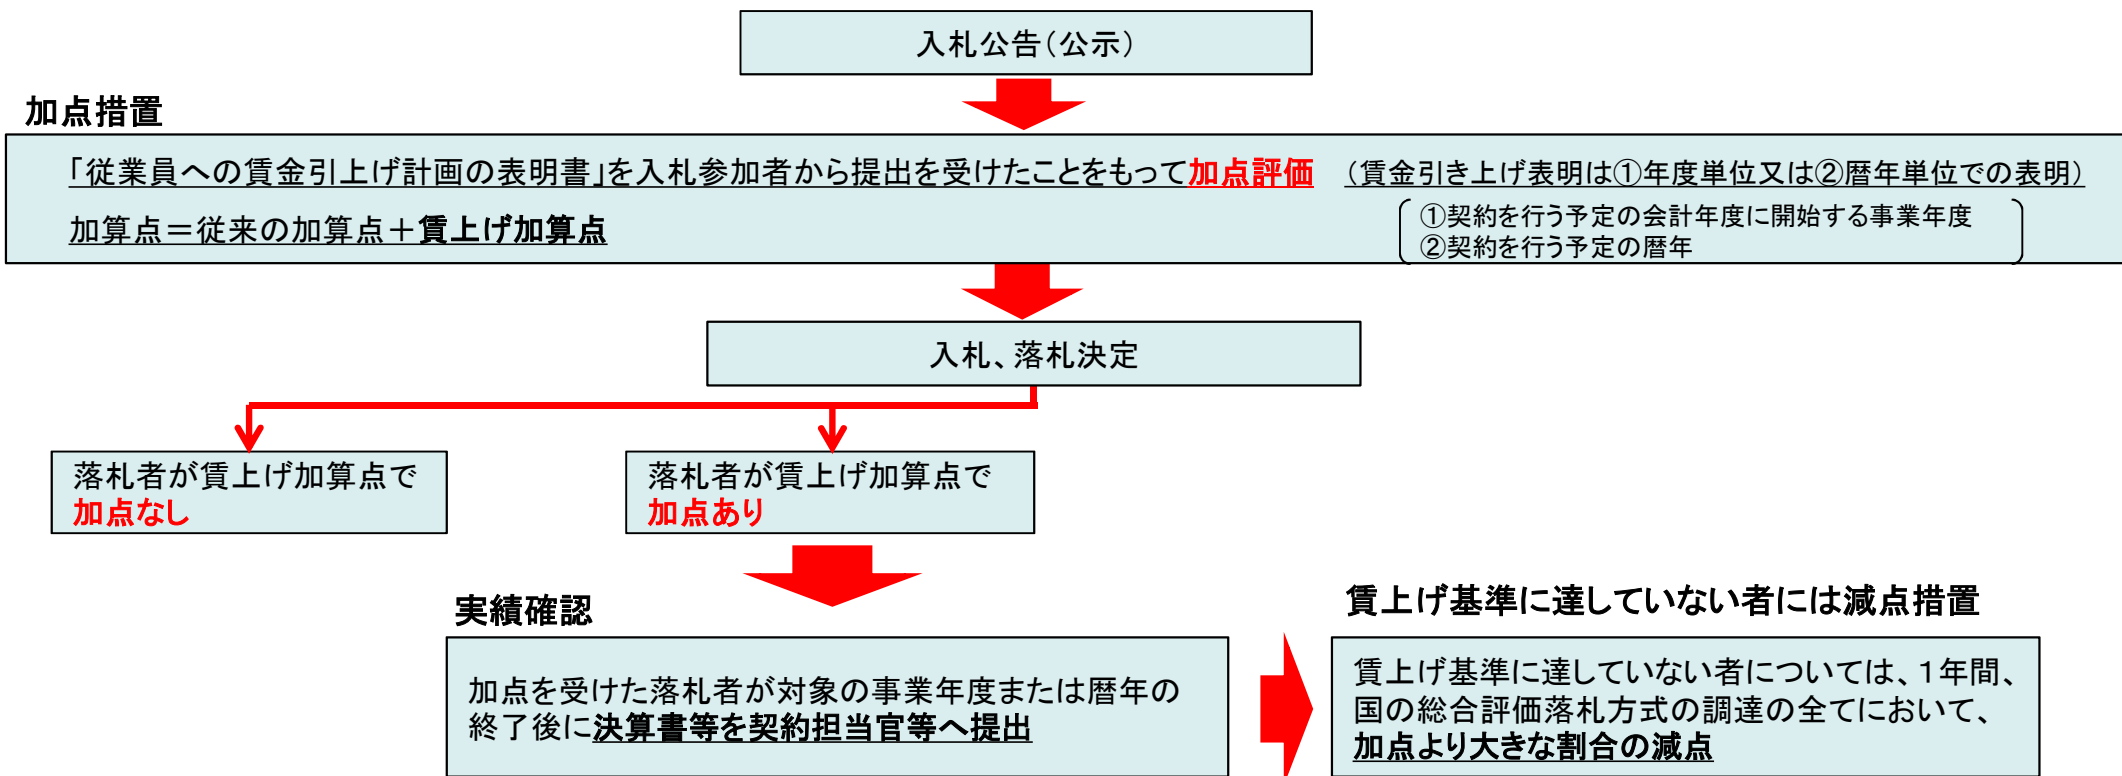 入札公告(公示)
加点措置
「従業員への賃金引上げ計画の表明書」を入札参加者から提出を受けたことをもって加点評価 (賃金引き上げ表明は①年度単位又は②暦年単位での表明)
加算点=従来の加算点+賃上げ加算点
①契約を行う予定の会計年度に開始する事業年度
②契約を行う予定の暦年
入札、落札決定
落札者が賃上げ加算点で
加点なし
落札者が賃上げ加算点で
加点あり
実績確認
加点を受けた落札者が対象の事業年度または暦年の
終了後に決算書等を契約担当官等へ提出
賃上げ基準に達していない者には減点措置
賃上げ基準に達していない者については、1年間、
国の総合評価落札方式の調達の全てにおいて、
加点より大きな割合の減点